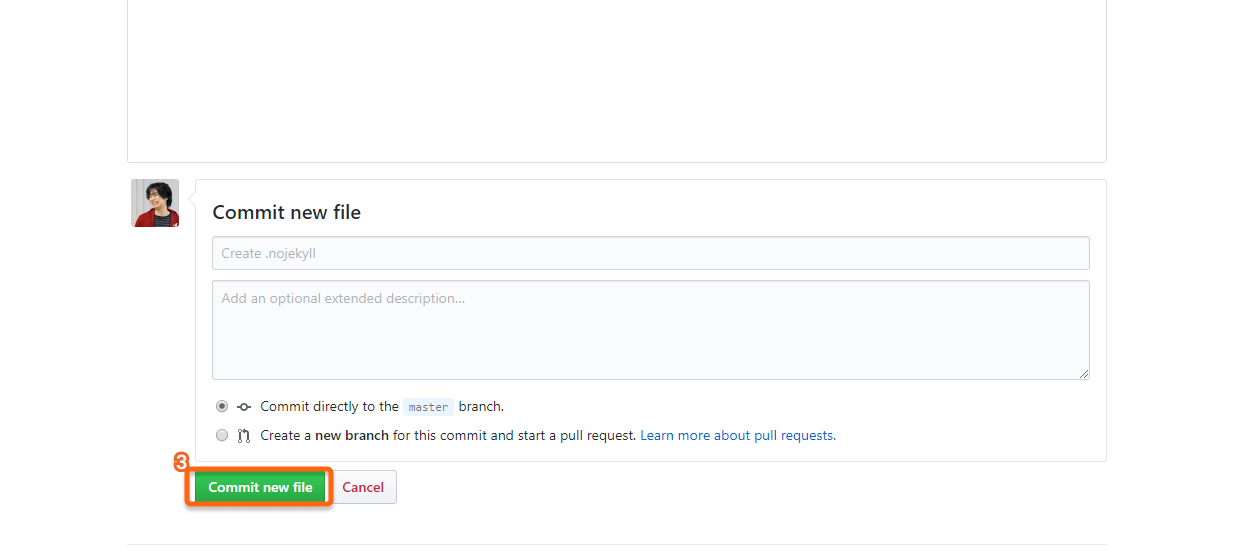 Commit new file
Create .nojekyll
Add an optional extended description...
Commit directly to the master branch.
Create a new branch for this commit and start a pull request. Learn more about pull requests.
3
Commit new file Cancel